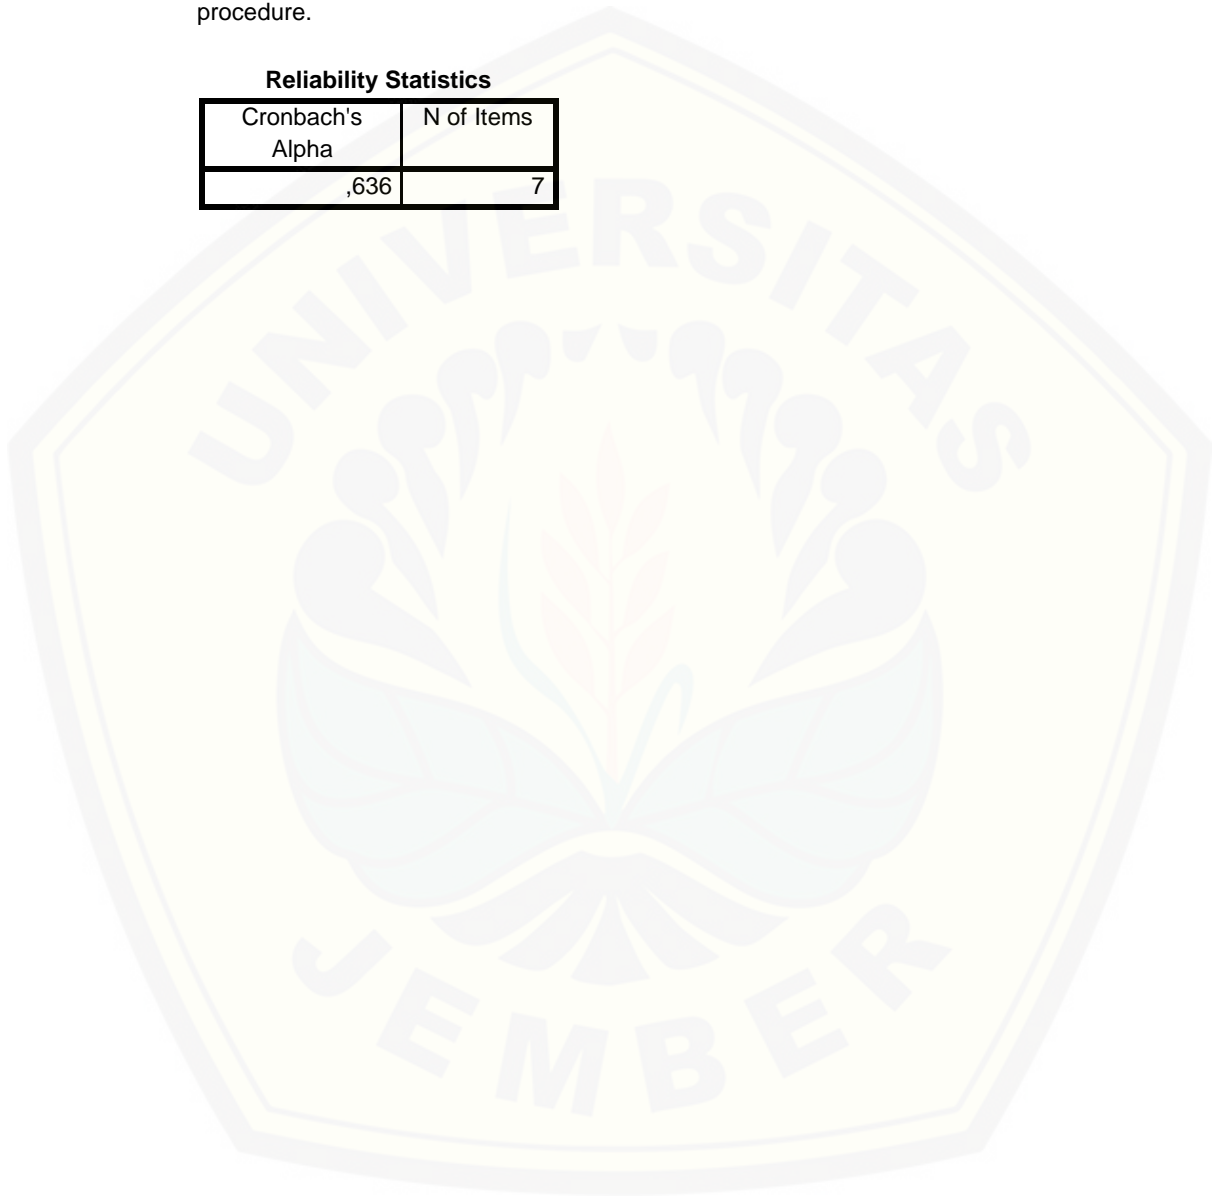 procedure.
Reliability Statistics
Cronbach's Alpha N of Items
,636 7
UNIVERSITAS
JEMBER